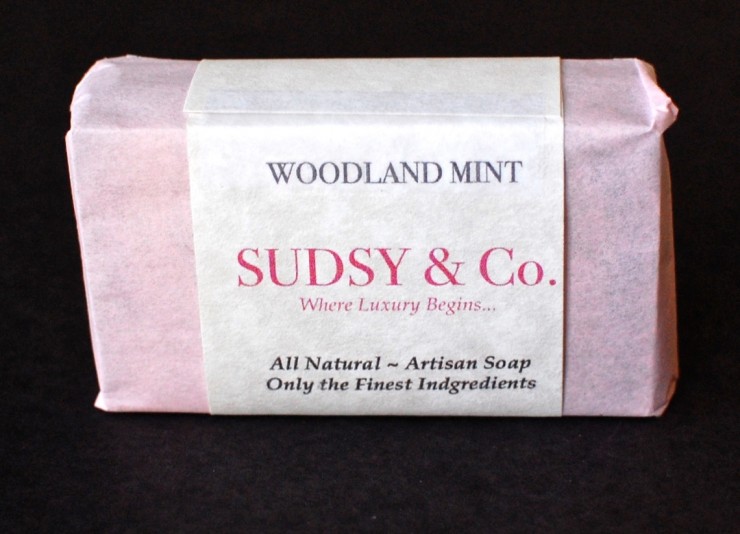 WOODLAND MINT
SUDSY & Co.
Where Luxury Begins...
All Natural ~ Artisan Soap
Only the Finest Indgredients